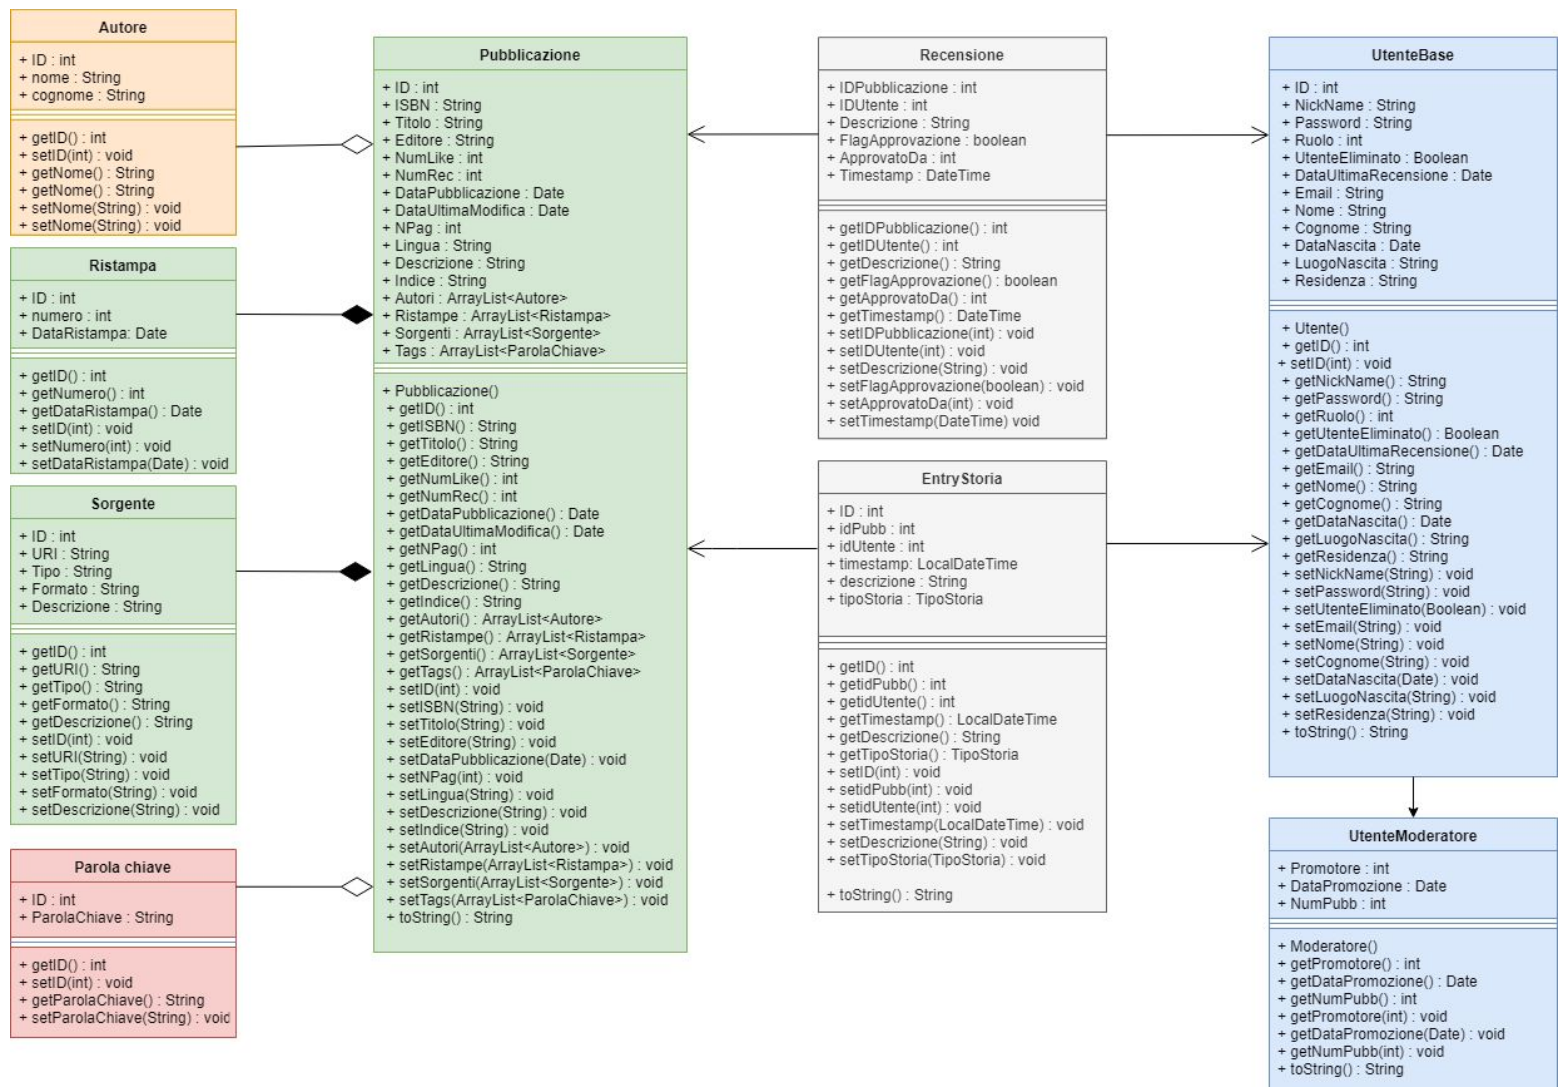 Autore
+ ID : int
+ nome : String
+ cognome : String
+ getID() : int
+ setID(int) : void
+ getNome() : String
+ getNome() : String
+ setNome(String) : void
+ setNome(String) : void
Ristampa
+ ID : int
+ numero : int
+ DataRistampa: Date
+ getID() : int
+ getNumero() : int
+ getDataRistampa() : Date
+ setID(int) : void
+ setNumero(int) : void
+ setDataRistampa(Date) : void
Sorgente
+ ID : int
+ URI : String
+ Tipo : String
+ Formato : String
+ Descrizione : String
+ getID() : int
+ getURI() : String
+ getTipo() : String
+ getFormato() : String
+ getDescrizione() : String
+ setID(int) : void
+ setURI(String) : void
+ setTipo(String) : void
+ setFormato(String) : void
+ setDescrizione(String) : void
Parola chiave
+ ID : int
+ ParolaChiave : String
+ getID() : int
+ setID(int) : void
+ getParolaChiave() : String
+ setParolaChiave(String) : void
Pubblicazione
+ ID : int
+ ISBN : String
+ Titolo : String
+ Editore : String
+ NumLike : int
+ NumRec : int
+ DataPubblicazione : Date
+ DataUltimaModifica : Date
+ NPag : int
+ Lingua : String
+ Descrizione : String
+ Indice : String
+ Autori : ArrayList<Autore>
+ Ristampe : ArrayList<Ristampa>
+ Sorgenti : ArrayList<Sorgente>
+ Tags : ArrayList<ParolaChiave>
+ Pubblicazione()
+ getID() : int
+ getISBN() : String
+ getTitolo() : String
+ getEditore() : String
+ getNumLike() : int
+ getNumRec() : int
+ getDataPubblicazione() : Date
+ getDataUltimaModifica() : Date
+ getNPag() : int
+ getLingua() : String
+ getDescrizione() : String
+ getIndice() : String
+ getAutori() : ArrayList<Autore>
+ getRistampe() : ArrayList<Ristampa>
+ getSorgenti() : ArrayList<Sorgente>
+ getTags() : ArrayList<ParolaChiave>
+ setID(int) : void
+ setISBN(String) : void
+ setTitolo(String) : void
+ setEditore(String) : void
+ setDataPubblicazione(Date) : void
+ setNPag(int) : void
+ setLingua(String) : void
+ setDescrizione(String) : void
+ setIndice(String) : void
+ setAutori(ArrayList<Autore>) : void
+ setRistampe(ArrayList<Ristampa>) : void
+ setSorgenti(ArrayList<Sorgente>) : void
+ setTags(ArrayList<ParolaChiave>) : void
+ toString() : String
Recensione
+ IDPubblicazione : int
+ IDUtente : int
+ Descrizione : String
+ FlagApprovazione : boolean
+ ApprovatoDa : int
+ Timestamp : DateTime
+ getIDPubblicazione() : int
+ getIDUtente() : int
+ getDescrizione() : String
+ getFlagApprovazione() : boolean
+ getApprovatoDa() : int
+ getTimestamp() : DateTime
+ setIDPubblicazione(int) : void
+ setIDUtente(int) : void
+ setDescrizione(String) : void
+ setFlagApprovazione(boolean) : void
+ setApprovatoDa(int) : void
+ setTimestamp(DateTime) void
EntryStoria
+ ID : int
+ idPubb : int
+ idUtente : int
+ timestamp: LocalDateTime
+ descrizione : String
+ tipoStoria : TipoStoria
+ getID() : int
+ getidPubb() : int
+ getidUtente() : int
+ getTimestamp() : LocalDateTime
+ getDescrizione() : String
+ getTipoStoria() : TipoStoria
+ setID(int) : void
+ setidPubb(int) : void
+ setidUtente(int) : void
+ setTimestamp(LocalDateTime) : void
+ setDescrizione(String) : void
+ setTipoStoria(TipoStoria) : void
+ toString() : String
UtenteBase
+ ID : int
+ NickName : String
+ Password : String
+ Ruolo : int
+ UtenteEliminato : Boolean
+ DataUltimaRecensione : Date
+ Email : String
+ Nome : String
+ Cognome : String
+ DataNascita : Date
+ LuogoNascita : String
+ Residenza : String
+ Utente()
+ getID() : int
+ setID(int) : void
+ getNickName() : String
+ getPassword() : String
+ getRuolo() : int
+ getUtenteEliminato() : Boolean
+ getDataUltimaRecensione() : Date
+ getEmail() : String
+ getNome() : String
+ getCognome() : String
+ getDataNascita() : Date
+ getLuogoNascita() : String
+ getResidenza() : String
+ setNickName(String) : void
+ setPassword(String) : void
+ setUtenteEliminato(Boolean) : void
+ setEmail(String) : void
+ setNome(String) : void
+ setCognome(String) : void
+ setDataNascita(Date) : void
+ setLuogoNascita(String) : void
+ setResidenza(String) : void
+ toString() : String
UtenteModeratore
+ Promotore : int
+ DataPromozione : Date
+ NumPubb : int
+ Moderatore()
+ getPromotore() : int
+ getDataPromozione() : Date
+ getNumPubb() : int
+ getPromotore(int) : void
+ getDataPromozione(Date) : void
+ getNumPubb(int) : void
+ toString() : String